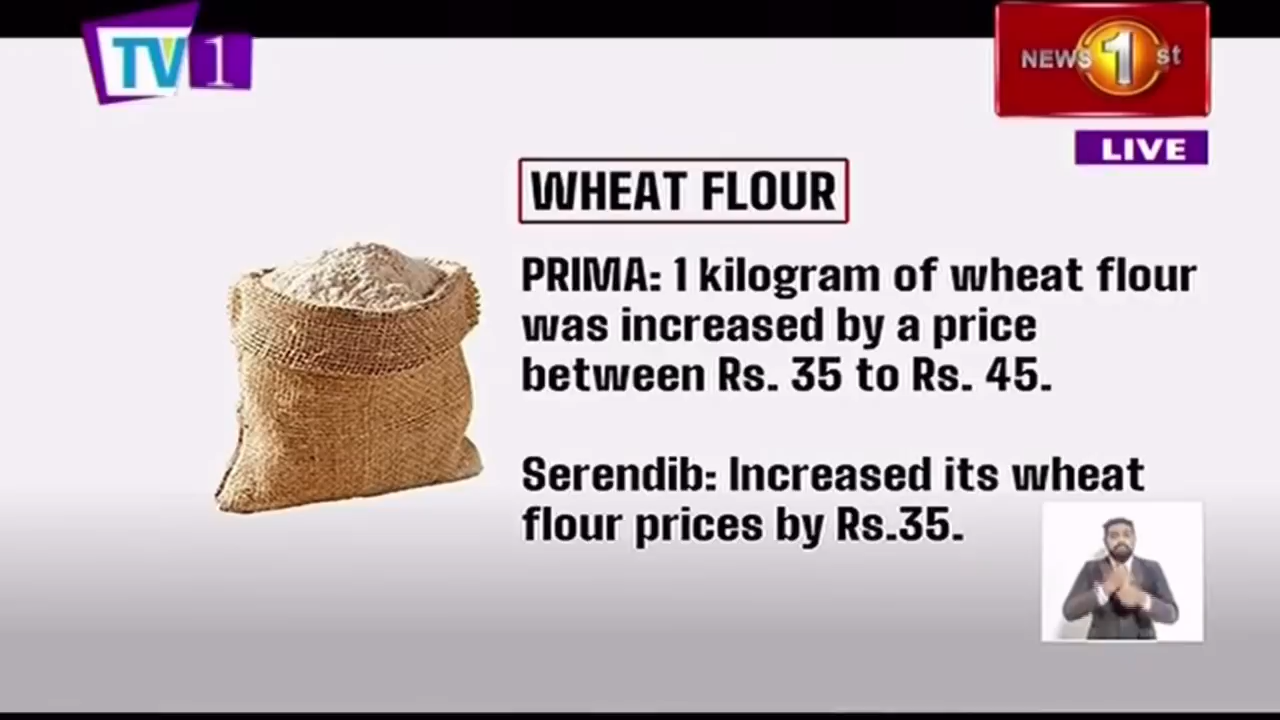 TV1
NEWS 1st
LIVE
WHEAT FLOUR
PRIMA: 1 kilogram of wheat flour
was increased by a price
between Rs. 35 to Rs. 45.
Serendib: Increased its wheat
flour prices by Rs.35.